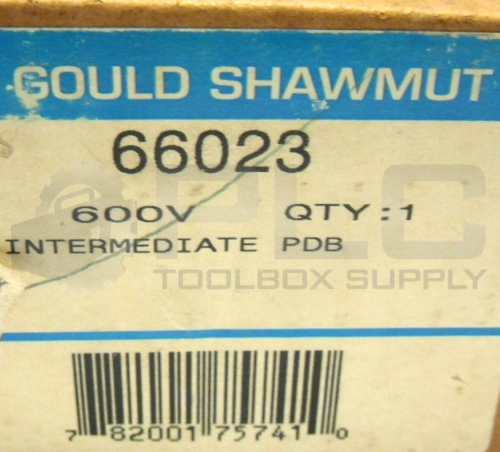 GOULD SHAWMUT
66023
600V QTY:1
INTERMEDIATE PDB
PLC
TOOLBOX SUPPLY
7 82001 75741 0